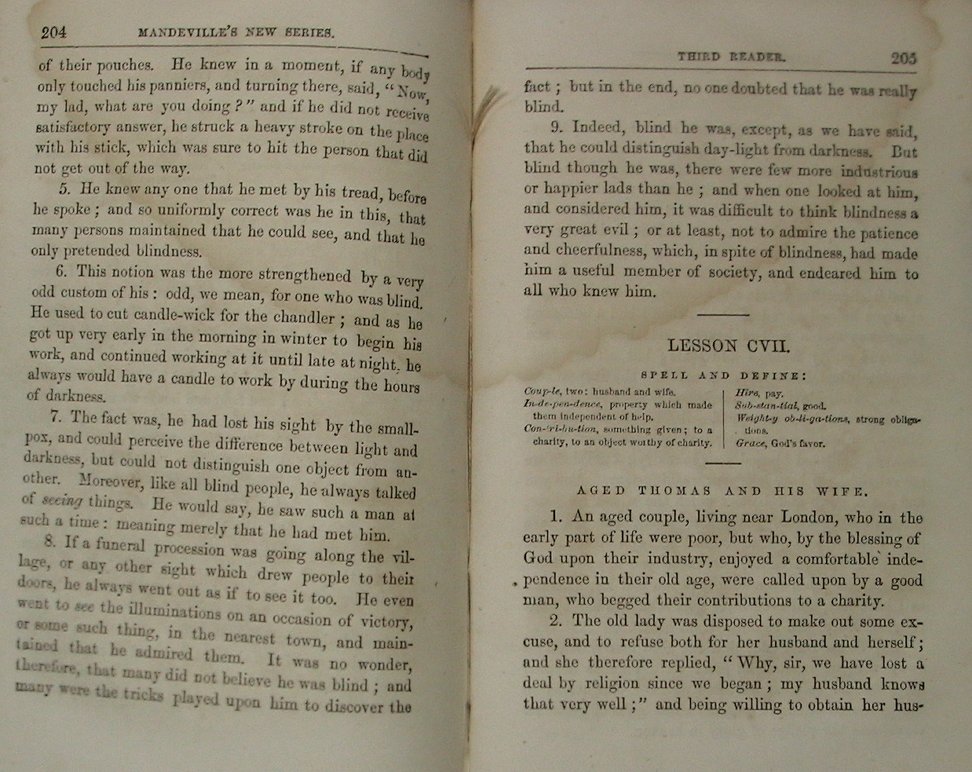 204 MANDEVILLE'S NEW SERIES.
of their pouches. He knew in a moment, if any body
only touched his panniers, and turning there, said, "Now,
my lad, what are you doing?" and if he did not receive
satisfactory answer, he struck a heavy stroke on the place
with his stick, which was sure to hit the person that did
not get out of the way.
5. He knew any one that he met by his tread, before
he spoke; and so uniformly correct was he in this, that
many persons maintained that he could see, and that he
only pretended blindness.
6. This notion was the more strengthened by a very
odd custom of his: odd, we mean, for one who was blind.
He used to cut candle-wick for the chandler; and as he
got up very early in the morning in winter to begin his
work, and continued working at it until late at night, he
always would have a candle to work by during the hours
of darkness.
7. The fact was, he had lost his sight by the small-
pox, and could perceive the difference between light and
darkness, but could not distinguish one object from an-
other. Moreover, like all blind people, he always talked
of seeing things. He would say, he saw such a man at
such a time: meaning merely that he had met him.
8. If a funeral procession was going along the vil-
lage, or any other sight which drew people to their
doors, he always went out as if to see it too. He even
went to see the illuminations on an occasion of victory,
or some such thing, in the nearest town, and main-
tained that he admired them. It was no wonder,
therefore, that many did not believe he was blind; and
many were the tricks played upon him to discover the
THIRD READER. 205
fact; but in the end, no one doubted that he was really
blind.
9. Indeed, blind he was, except, as we have said,
that he could distinguish day-light from darkness. But
blind though he was, there were few more industrious
or happier lads than he; and when one looked at him,
and considered him, it was difficult to think blindness a
very great evil; or at least, not to admire the patience
and cheerfulness, which, in spite of blindness, had made
him a useful member of society, and endeared him to
all who knew him.
LESSON CVII.
SPELL AND DEFINE:
Coup-le, two: husband and wife.
In-de-pen-dence, property which made
them independent of help.
Con-tri-bu-tion, something given; to a
charity, to an object worthy of charity.
Hire, pay.
Sub-stan-tial, good.
Weight-y ob-li-ga-tions, strong obliga-
tions.
Grace, God's favor.
AGED THOMAS AND HIS WIFE.
1. An aged couple, living near London, who in the
early part of life were poor, but who, by the blessing of
God upon their industry, enjoyed a comfortable inde-
pendence in their old age, were called upon by a good
man, who begged their contributions to a charity.
2. The old lady was disposed to make out some ex-
cuse, and to refuse both for her husband and herself;
and she therefore replied, "Why, sir, we have lost a
deal by religion since we began; my husband knows
that very well;" and being willing to obtain her hus-